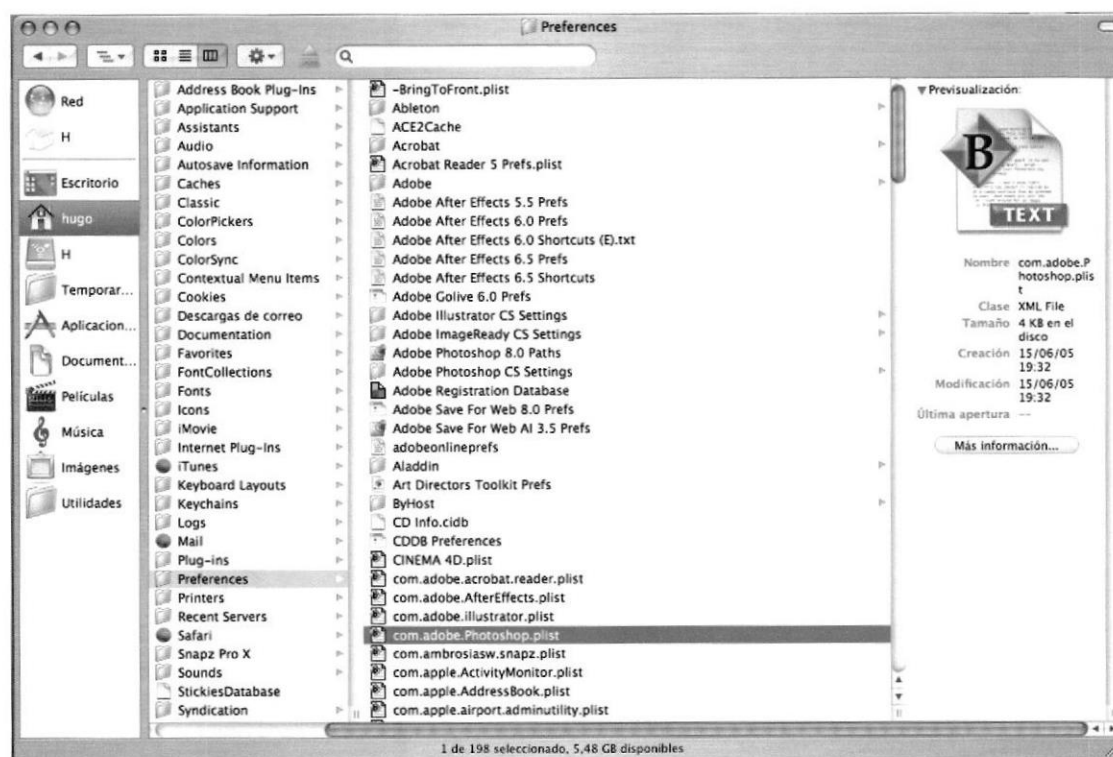 Preferences
Red
H
Escritorio
hugo
H
Temporar...
Aplicacion...
Document...
Películas
Música
Imágenes
Utilidades
Address Book Plug-Ins
Application Support
Assistants
Audio
Autosave Information
Caches
Classic
ColorPickers
Colors
ColorSync
Contextual Menu Items
Cookies
Descargas de correo
Documentation
Favorites
FontCollections
Fonts
Icons
iMovie
Internet Plug-Ins
iTunes
Keyboard Layouts
Keychains
Logs
Mail
Plug-ins
Preferences
Printers
Recent Servers
Safari
Snapz Pro X
Sounds
StickiesDatabase
Syndication
-BringToFront.plist
Ableton
ACE2Cache
Acrobat
Acrobat Reader 5 Prefs.plist
Adobe
Adobe After Effects 5.5 Prefs
Adobe After Effects 6.0 Prefs
Adobe After Effects 6.0 Shortcuts (E).txt
Adobe After Effects 6.5 Prefs
Adobe After Effects 6.5 Shortcuts
Adobe Golive 6.0 Prefs
Adobe Illustrator CS Settings
Adobe ImageReady CS Settings
Adobe Photoshop 8.0 Paths
Adobe Photoshop CS Settings
Adobe Registration Database
Adobe Save For Web 8.0 Prefs
Adobe Save For Web AI 3.5 Prefs
adobeonlineprefs
Aladdin
Art Directors Toolkit Prefs
ByHost
CD Info.cidb
CDDB Preferences
CINEMA 4D.plist
com.adobe.acrobat.reader.plist
com.adobe.AfterEffects.plist
com.adobe.illustrator.plist
com.adobe.Photoshop.plist
com.ambrosiasw.snapz.plist
com.apple.ActivityMonitor.plist
com.apple.AddressBook.plist
com.apple.airport.adminutility.plist
Previsualización:
B
TEXT
Nombre com.adobe.P
hotoshop.plis
t
Clase XML File
Tamaño 4 KB en el
disco
Creación 15/06/05
19:32
Modificación 15/06/05
19:32
Última apertura --
Más información...
1 de 198 seleccionado, 5,48 GB disponibles